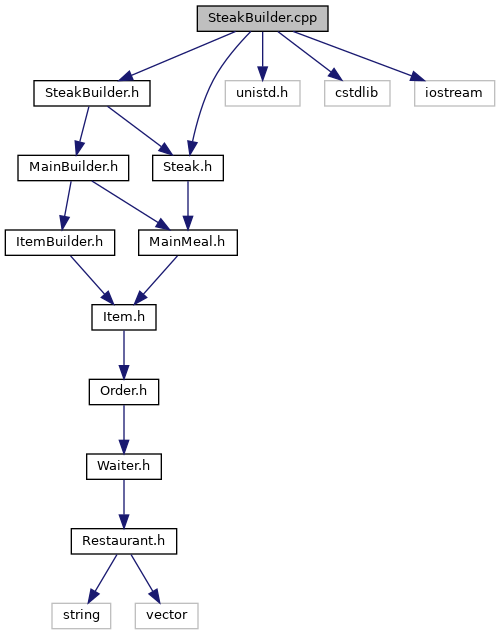 SteakBuilder.cpp
SteakBuilder.h
unistd.h
cstdlib
iostream
MainBuilder.h
Steak.h
ItemBuilder.h
MainMeal.h
Item.h
Order.h
Waiter.h
Restaurant.h
string
vector